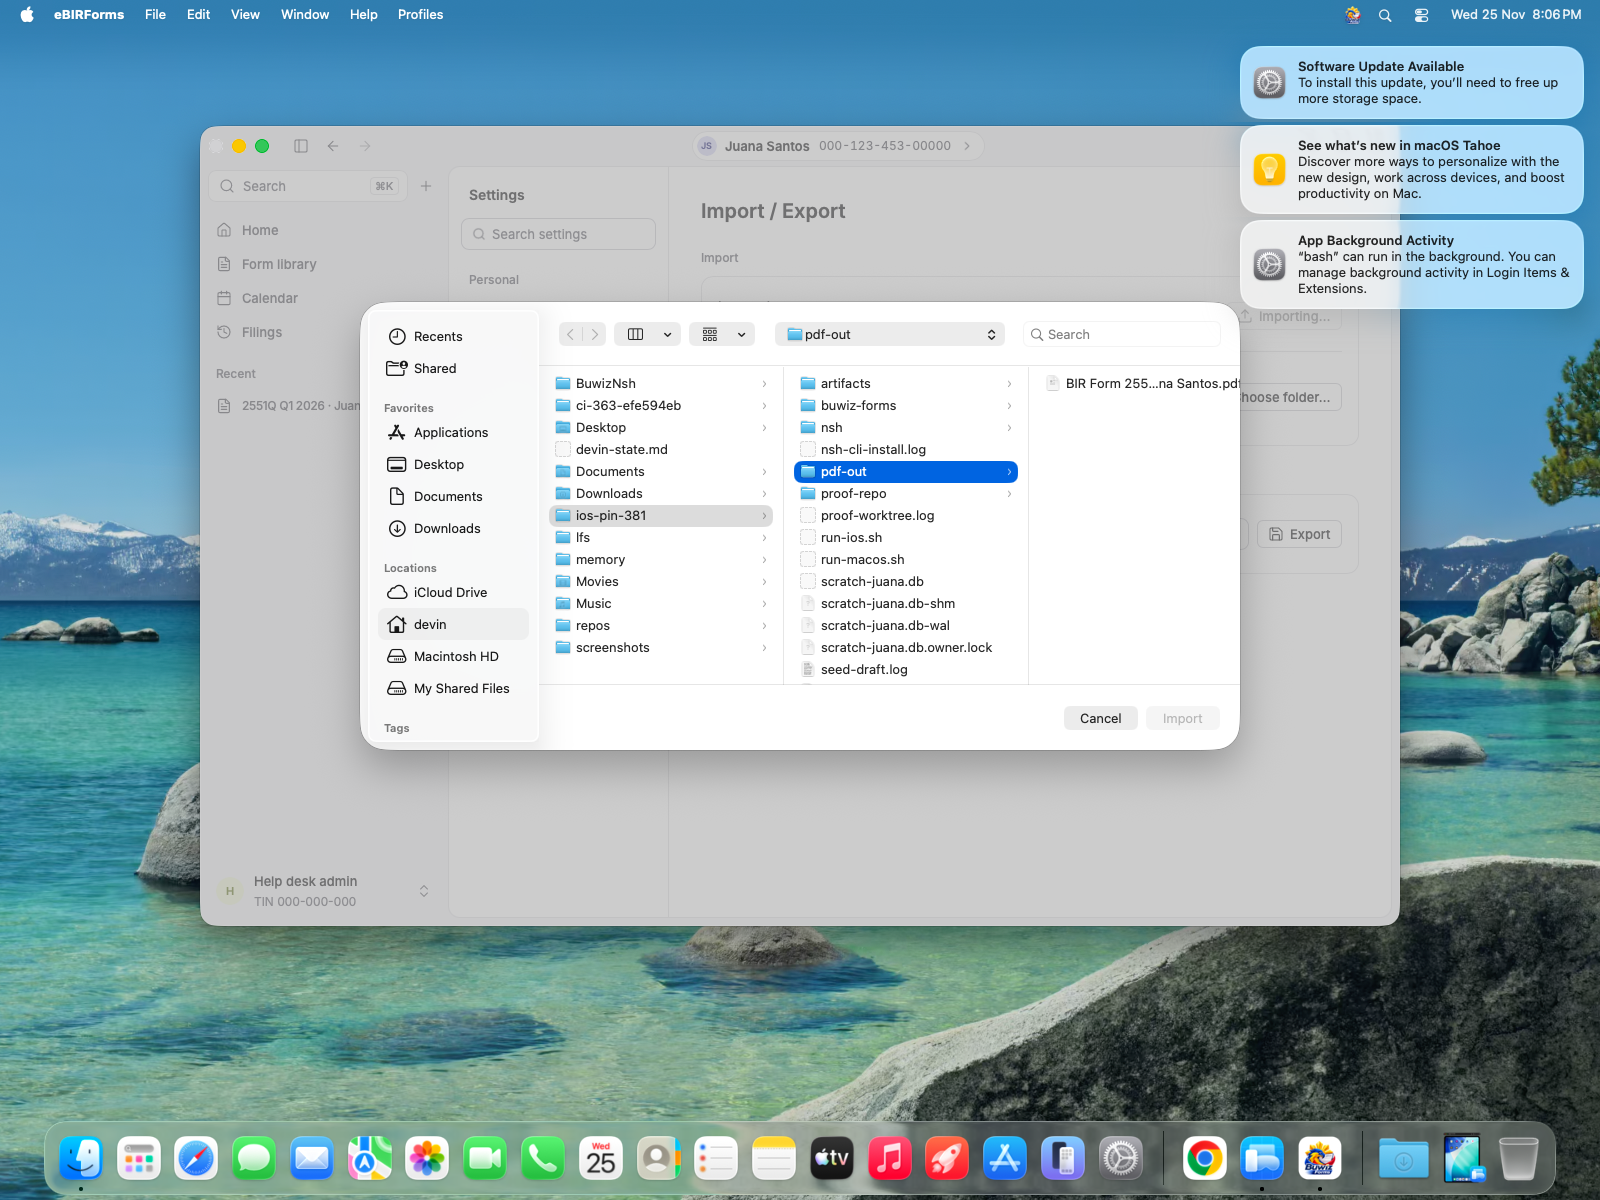 eBIRForms File Edit View Window Help Profiles
Wed 25 Nov 8:06 PM
Software Update Available
To install this update, you'll need to free up
more storage space.
See what's new in macOS Tahoe
Discover more ways to personalize with the
new design, work across devices, and boost
productivity on Mac.
App Background Activity
“bash” can run in the background. You can
manage background activity in Login Items &
Extensions.
JS Juana Santos 000-123-453-00000
Search ⌘K
Home
Form library
Calendar
Filings
Recent
2551Q Q1 2026 · Juan
Help desk admin
H
TIN 000-000-000
Settings
Search settings
Personal
Import / Export
Import
Importing...
hoose folder...
Export
Recents
Shared
Favorites
Applications
Desktop
Documents
Downloads
Locations
iCloud Drive
devin
Macintosh HD
My Shared Files
Tags
pdf-out
Search
BuwizNsh
ci-363-efe594eb
Desktop
devin-state.md
Documents
Downloads
ios-pin-381
lfs
memory
Movies
Music
repos
screenshots
artifacts
buwiz-forms
nsh
nsh-cli-install.log
pdf-out
proof-repo
proof-worktree.log
run-ios.sh
run-macos.sh
scratch-juana.db
scratch-juana.db-shm
scratch-juana.db-wal
scratch-juana.db.owner.lock
seed-draft.log
BIR Form 255...na Santos.pdf
Cancel Import
Wed
25
tv
Buwiz